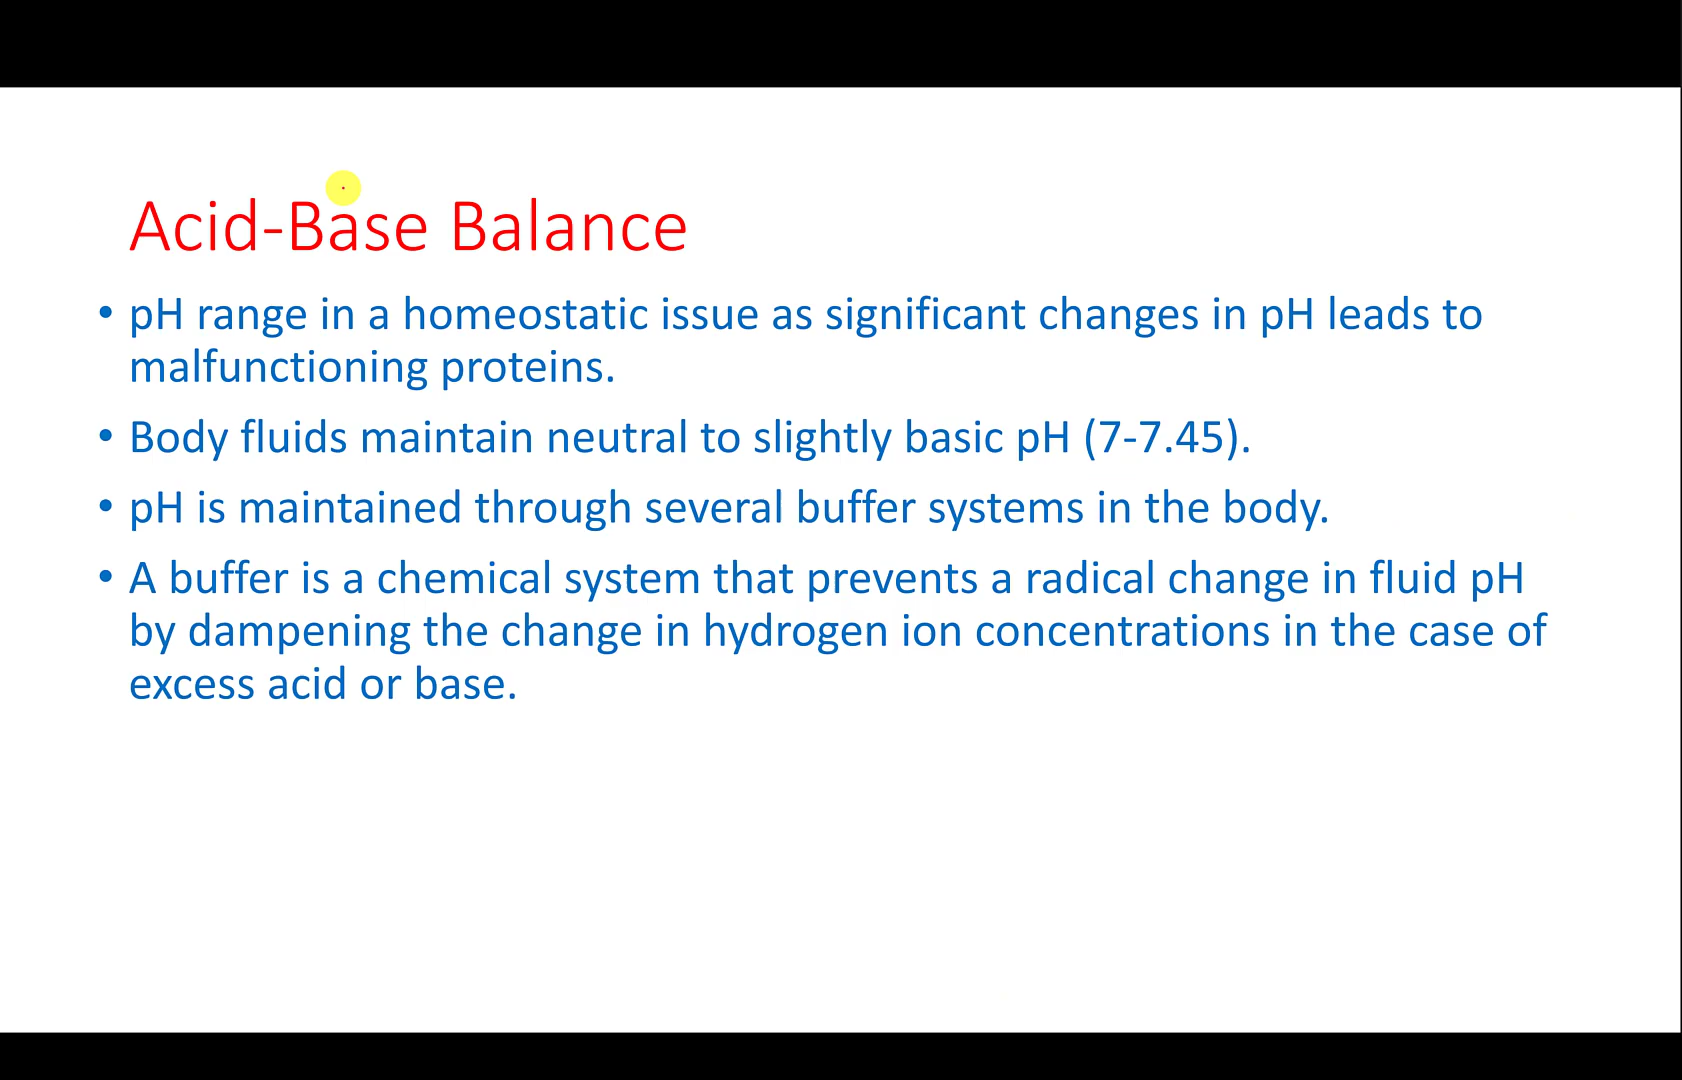 Acid-Base Balance
• pH range in a homeostatic issue as significant changes in pH leads to
malfunctioning proteins.
• Body fluids maintain neutral to slightly basic pH (7-7.45).
• pH is maintained through several buffer systems in the body.
• A buffer is a chemical system that prevents a radical change in fluid pH
by dampening the change in hydrogen ion concentrations in the case of
excess acid or base.